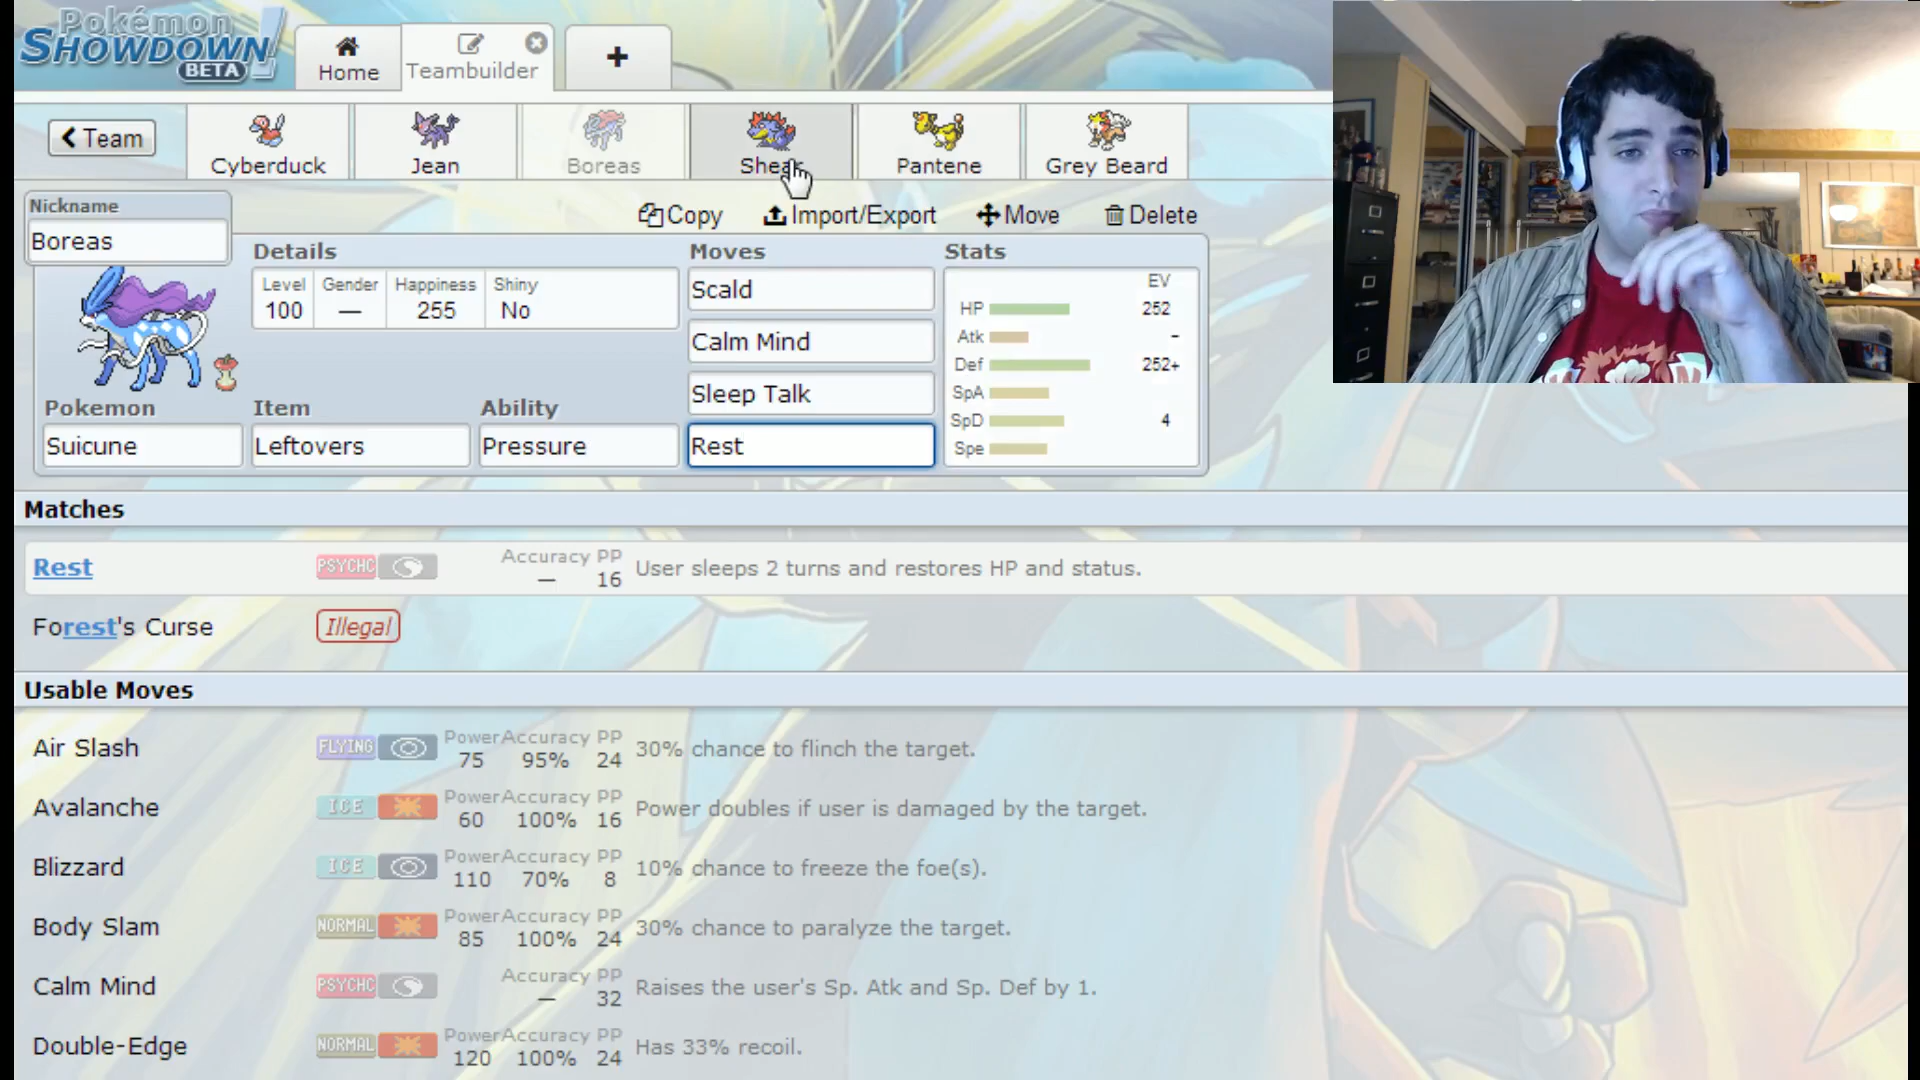 Pokémon
SHOWDOWN!
BETA
Home
Teambuilder
+
Team
Cyberduck
Jean
Boreas
Pantene
Grey Beard
Nickname
Boreas
Copy Import/Export Move Delete
Details Moves Stats
Level Gender Happiness Shiny
100 — 255 No
Scald
Calm Mind
Sleep Talk
Rest
EV
HP 252
Atk -
Def 252+
SpA
SpD 4
Spe
Pokemon Item Ability
Suicune Leftovers Pressure
Matches
Rest PSYCHC Accuracy PP
— 16 User sleeps 2 turns and restores HP and status.
Forest's Curse Illegal
Usable Moves
Air Slash FLYING Power Accuracy PP
75 95% 24 30% chance to flinch the target.
Avalanche ICE Power Accuracy PP
60 100% 16 Power doubles if user is damaged by the target.
Blizzard ICE Power Accuracy PP
110 70% 8 10% chance to freeze the foe(s).
Body Slam NORMAL Power Accuracy PP
85 100% 24 30% chance to paralyze the target.
Calm Mind PSYCHC Accuracy PP
— 32 Raises the user's Sp. Atk and Sp. Def by 1.
Double-Edge NORMAL Power Accuracy PP
120 100% 24 Has 33% recoil.